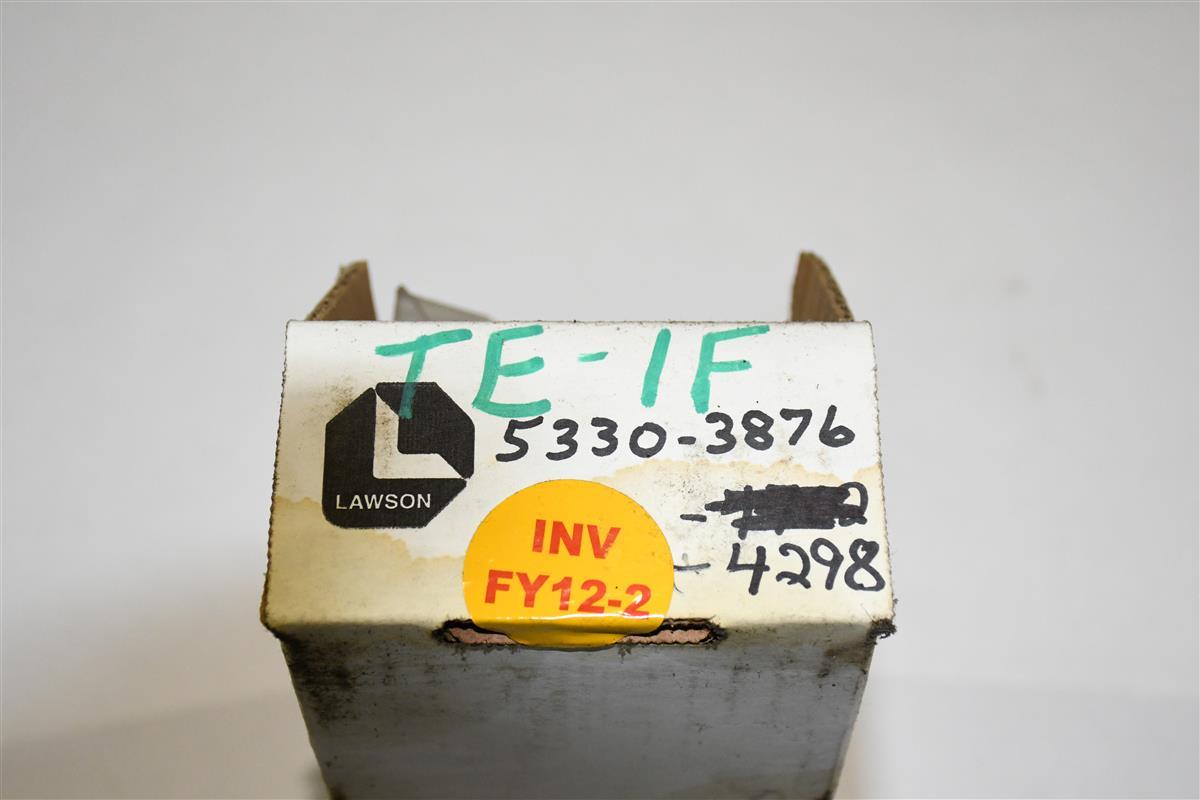 TE-1F
5330-3876
LAWSON
INV
FY12-2
-4298